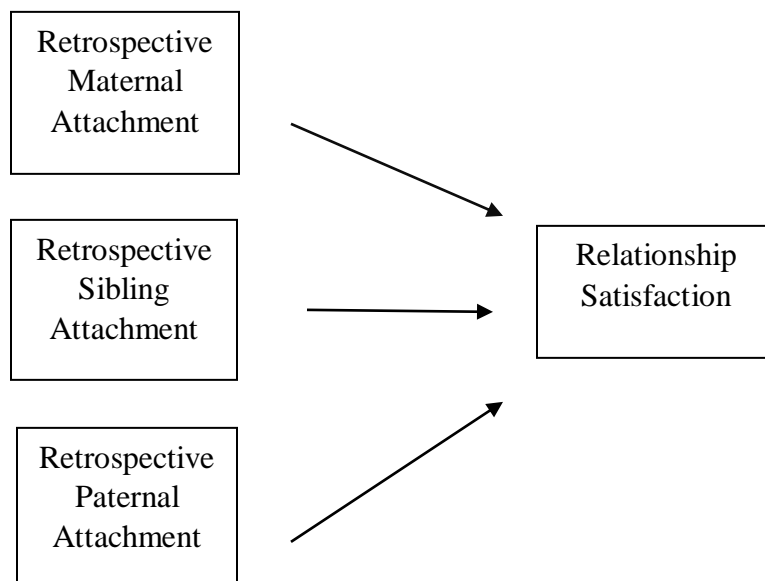 Retrospective
Maternal
Attachment
Retrospective
Sibling
Attachment
Relationship
Satisfaction
Retrospective
Paternal
Attachment